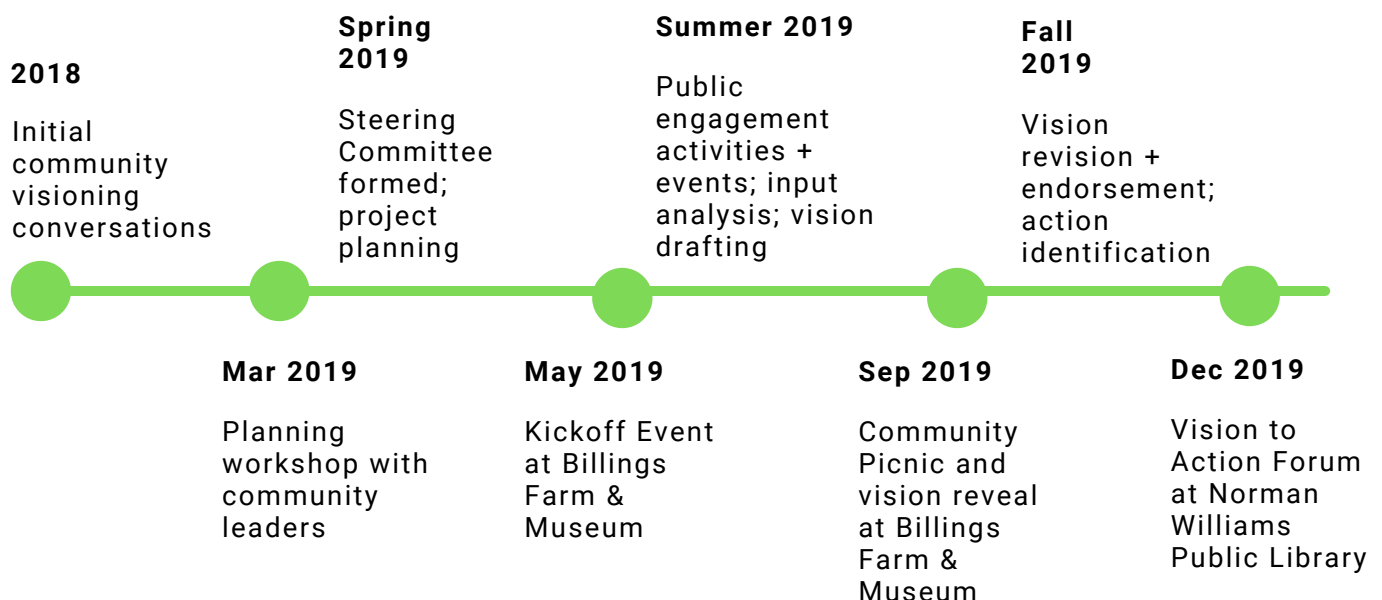 2018
Initial
community
visioning
conversations
Spring
2019
Steering
Committee
formed;
project
planning
Summer 2019
Public
engagement
activities +
events; input
analysis; vision
drafting
Fall
2019
Vision
revision +
endorsement;
action
identification
Mar 2019
Planning
workshop with
community
leaders
May 2019
Kickoff Event
at Billings
Farm &
Museum
Sep 2019
Community
Picnic and
vision reveal
at Billings
Farm &
Museum
Dec 2019
Vision to
Action Forum
at Norman
Williams
Public Library